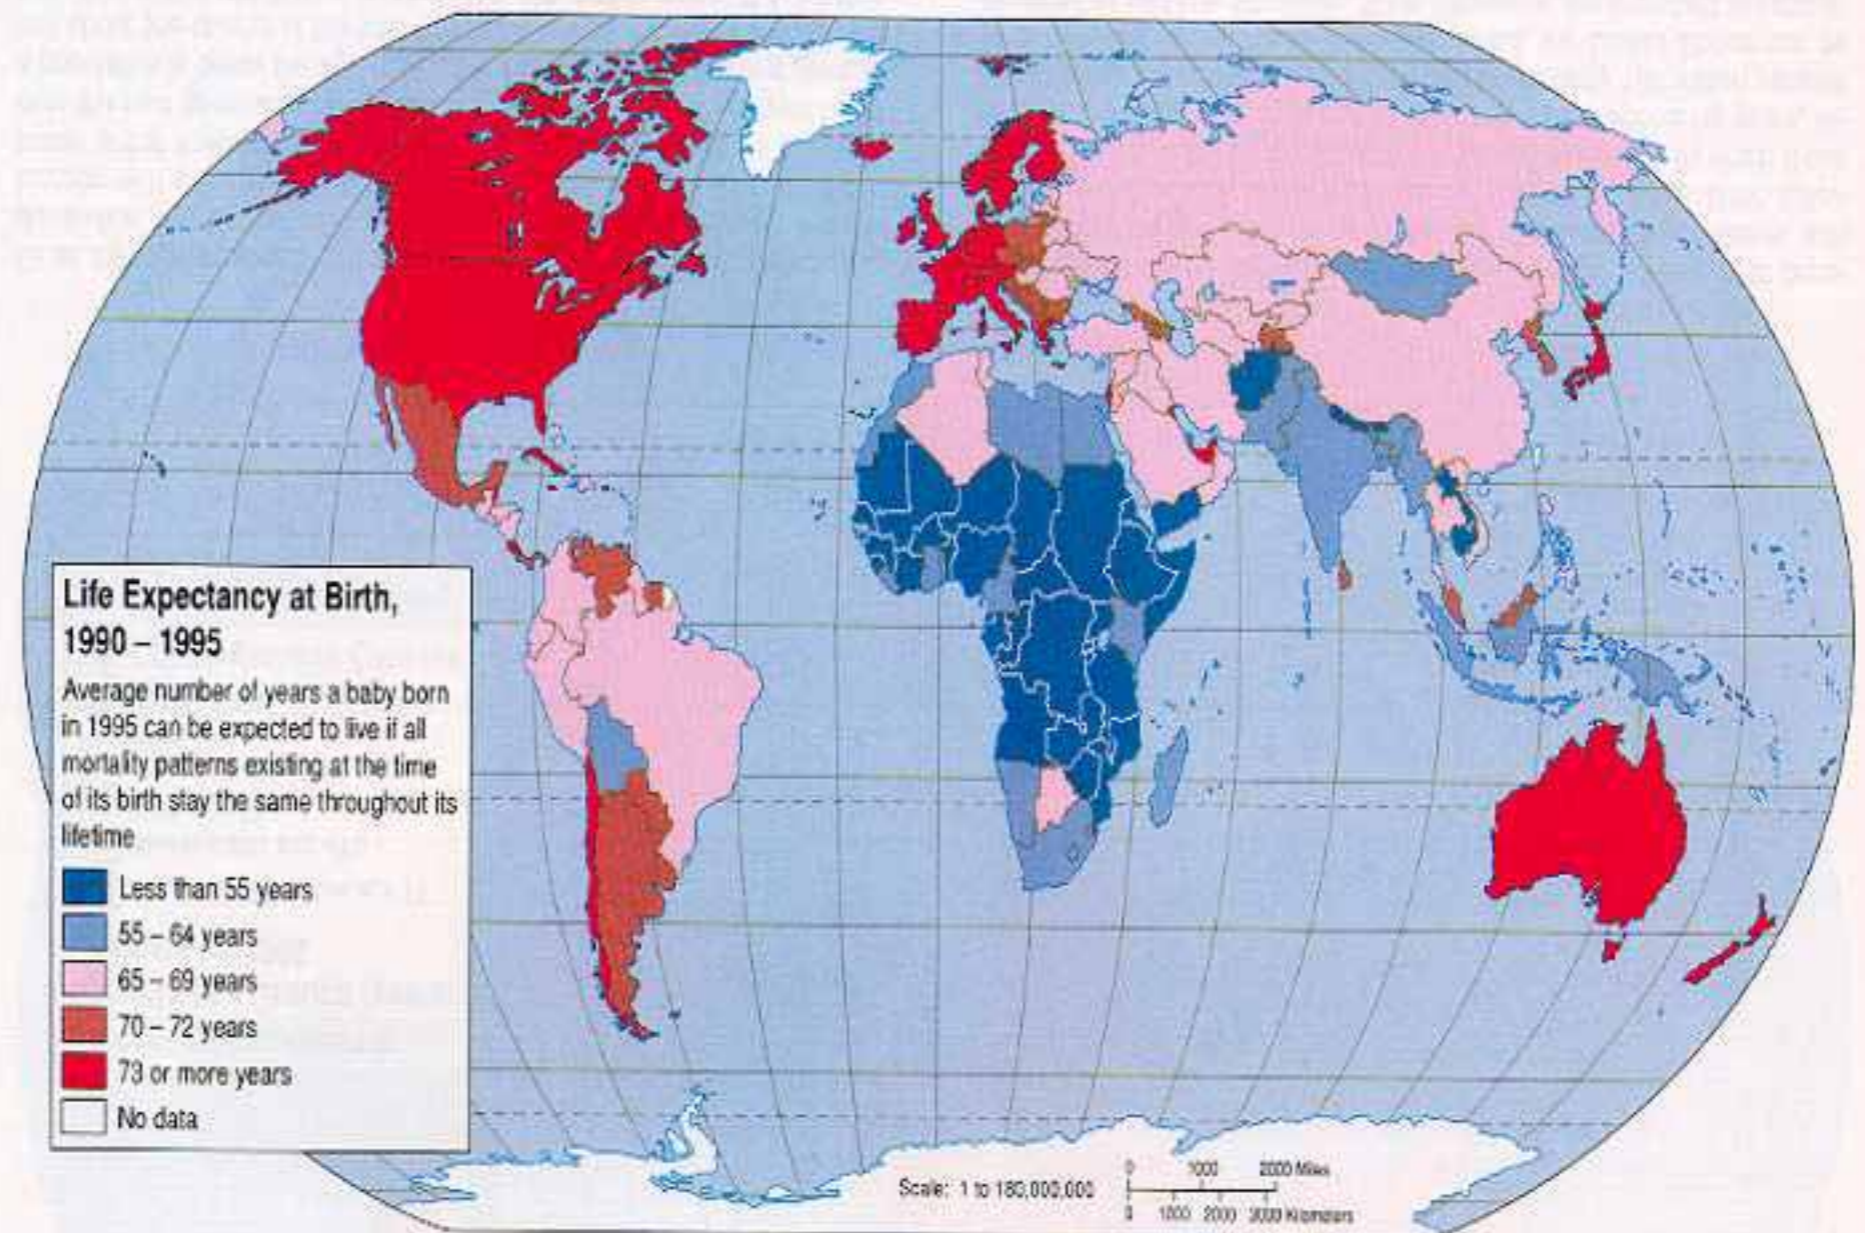 Life Expectancy at Birth,
1990 – 1995
Average number of years a baby born
in 1995 can be expected to live if all
mortality patterns existing at the time
of its birth stay the same throughout its
lifetime
Less than 55 years
55 – 64 years
65 – 69 years
70 – 72 years
73 or more years
No data
Scale: 1 to 180,000,000
0 1000 2000 Miles
0 1000 2000 3000 Kilometers